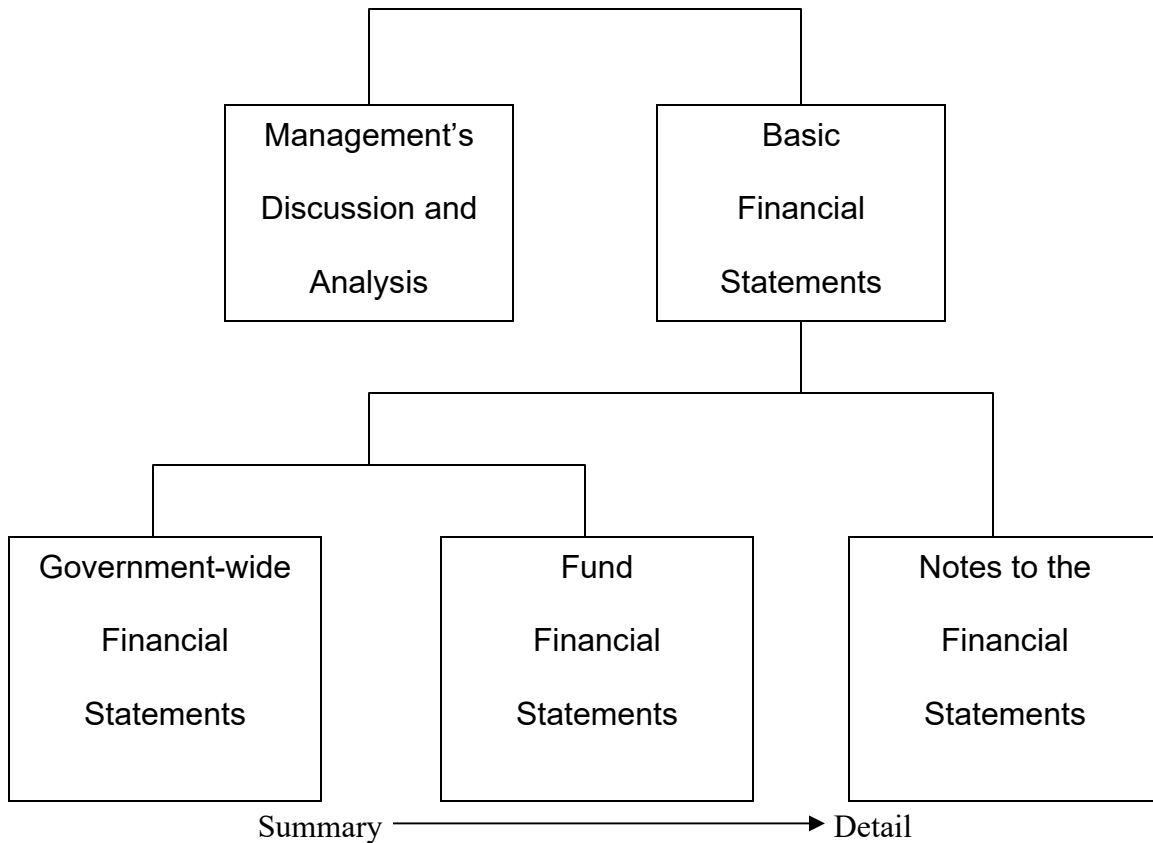 Management’s
Discussion and
Analysis
Basic
Financial
Statements
Government-wide
Financial
Statements
Fund
Financial
Statements
Notes to the
Financial
Statements
Summary
Detail